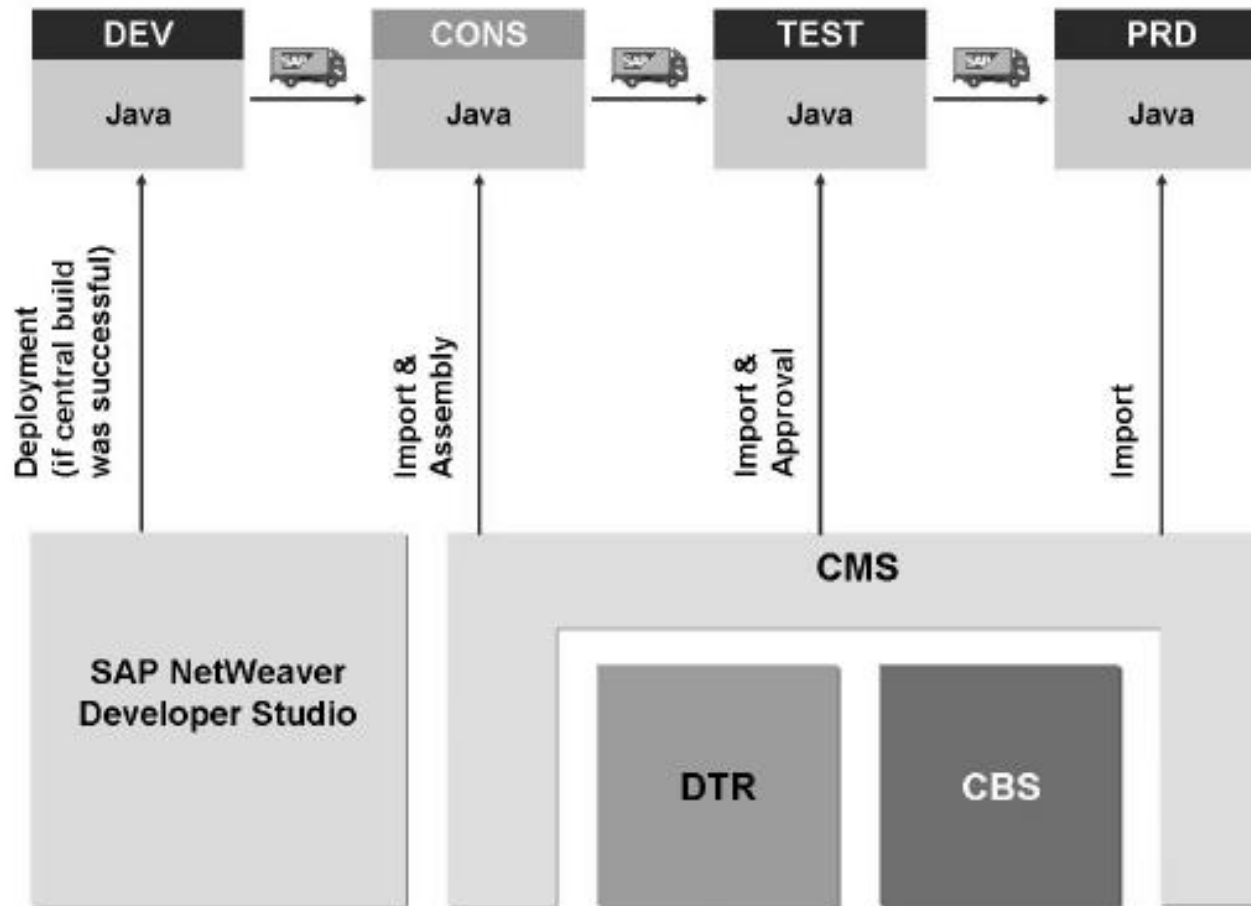 DEV
CONS
TEST
PRD
SAP
SAP
SAP
Java
Java
Java
Java
Deployment
(if central build
was successful)
Import &
Assembly
Import &
Approval
Import
CMS
SAP NetWeaver
Developer Studio
DTR
CBS